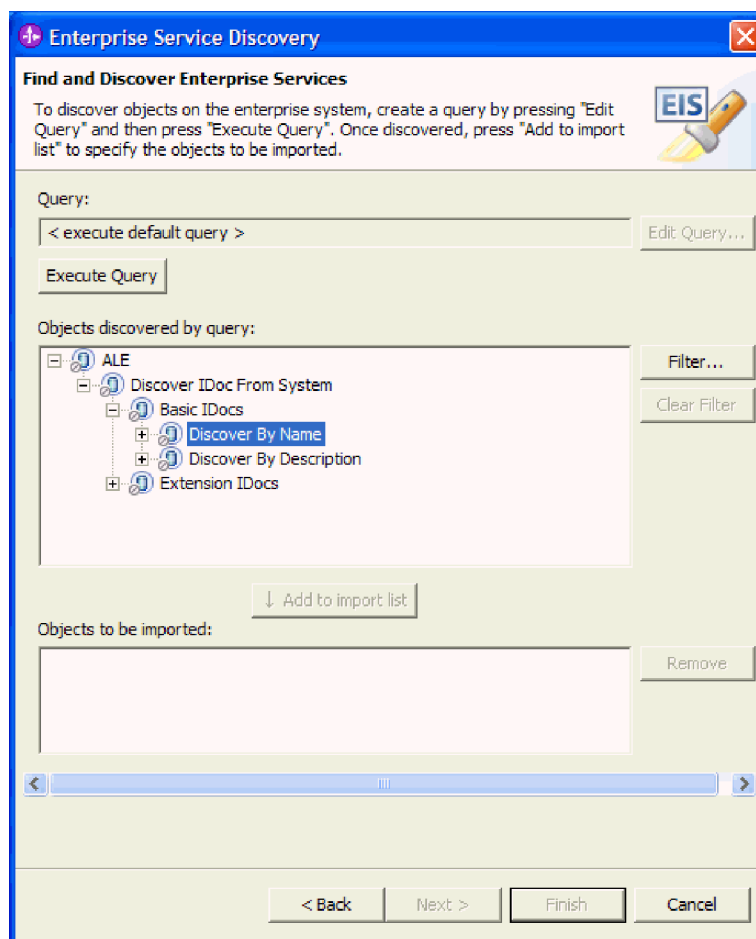 Enterprise Service Discovery
Find and Discover Enterprise Services
To discover objects on the enterprise system, create a query by pressing "Edit
Query" and then press "Execute Query". Once discovered, press "Add to import
list" to specify the objects to be imported.
EIS
Query:
< execute default query >
Edit Query...
Execute Query
Objects discovered by query:
ALE
Discover IDoc From System
Basic IDocs
Discover By Name
Discover By Description
Extension IDocs
Filter...
Clear Filter
↓ Add to import list
Objects to be imported:
Remove
< Back
Next >
Finish
Cancel